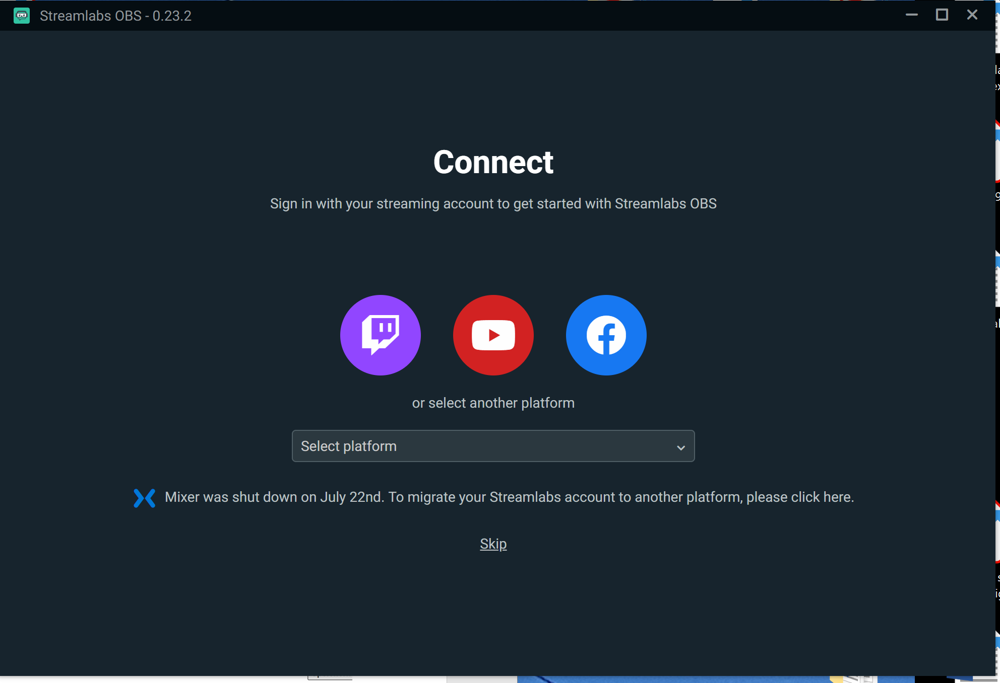 Streamlabs OBS - 0.23.2
Connect
Sign in with your streaming account to get started with Streamlabs OBS
or select another platform
Select platform
Mixer was shut down on July 22nd. To migrate your Streamlabs account to another platform, please click here.
Skip